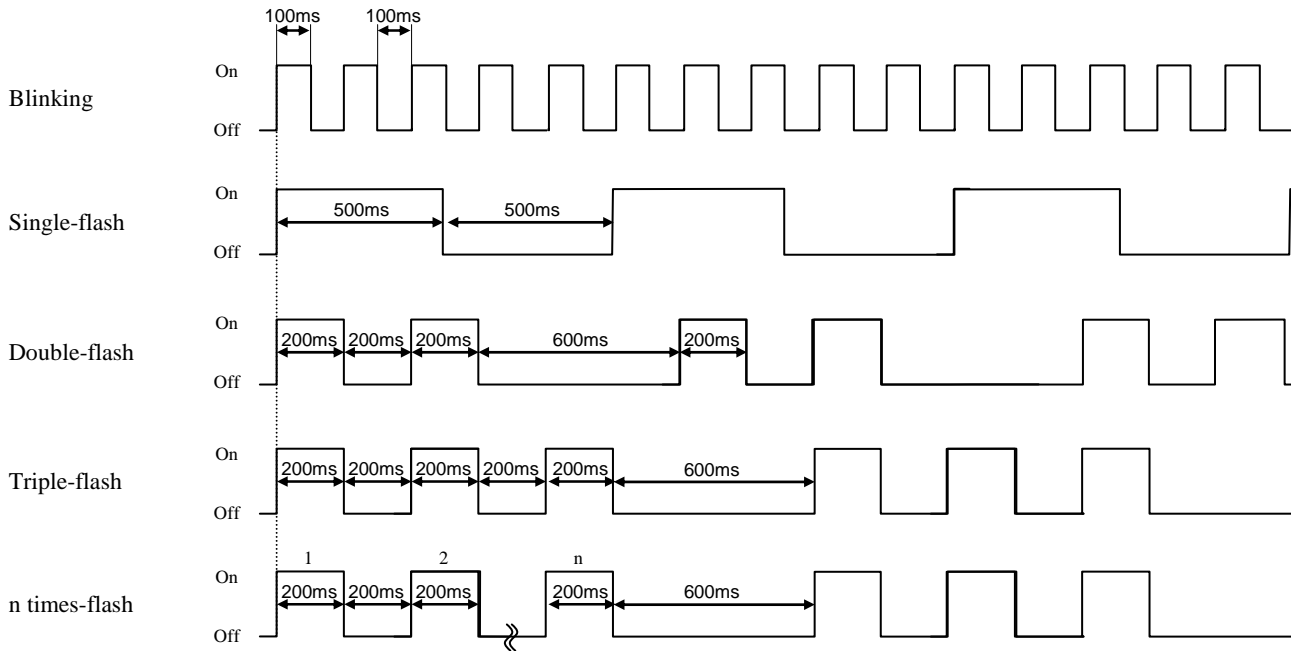 100ms 100ms
On
Blinking
Off
On
Single-flash 500ms 500ms
Off
On
Double-flash 200ms 200ms 200ms 600ms 200ms
Off
On
Triple-flash 200ms 200ms 200ms 200ms 200ms 600ms
Off
1 2 n
On
n times-flash 200ms 200ms 200ms 200ms 600ms
Off